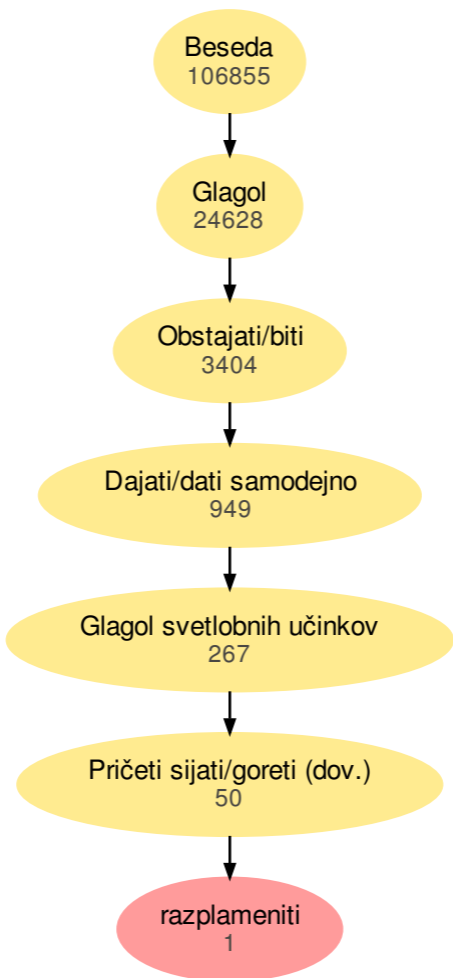 Beseda
106855
Glagol
24628
Obstajati/biti
3404
Dajati/dati samodejno
949
Glagol svetlobnih učinkov
267
Pričeti sijati/goreti (dov.)
50
razplameniti
1